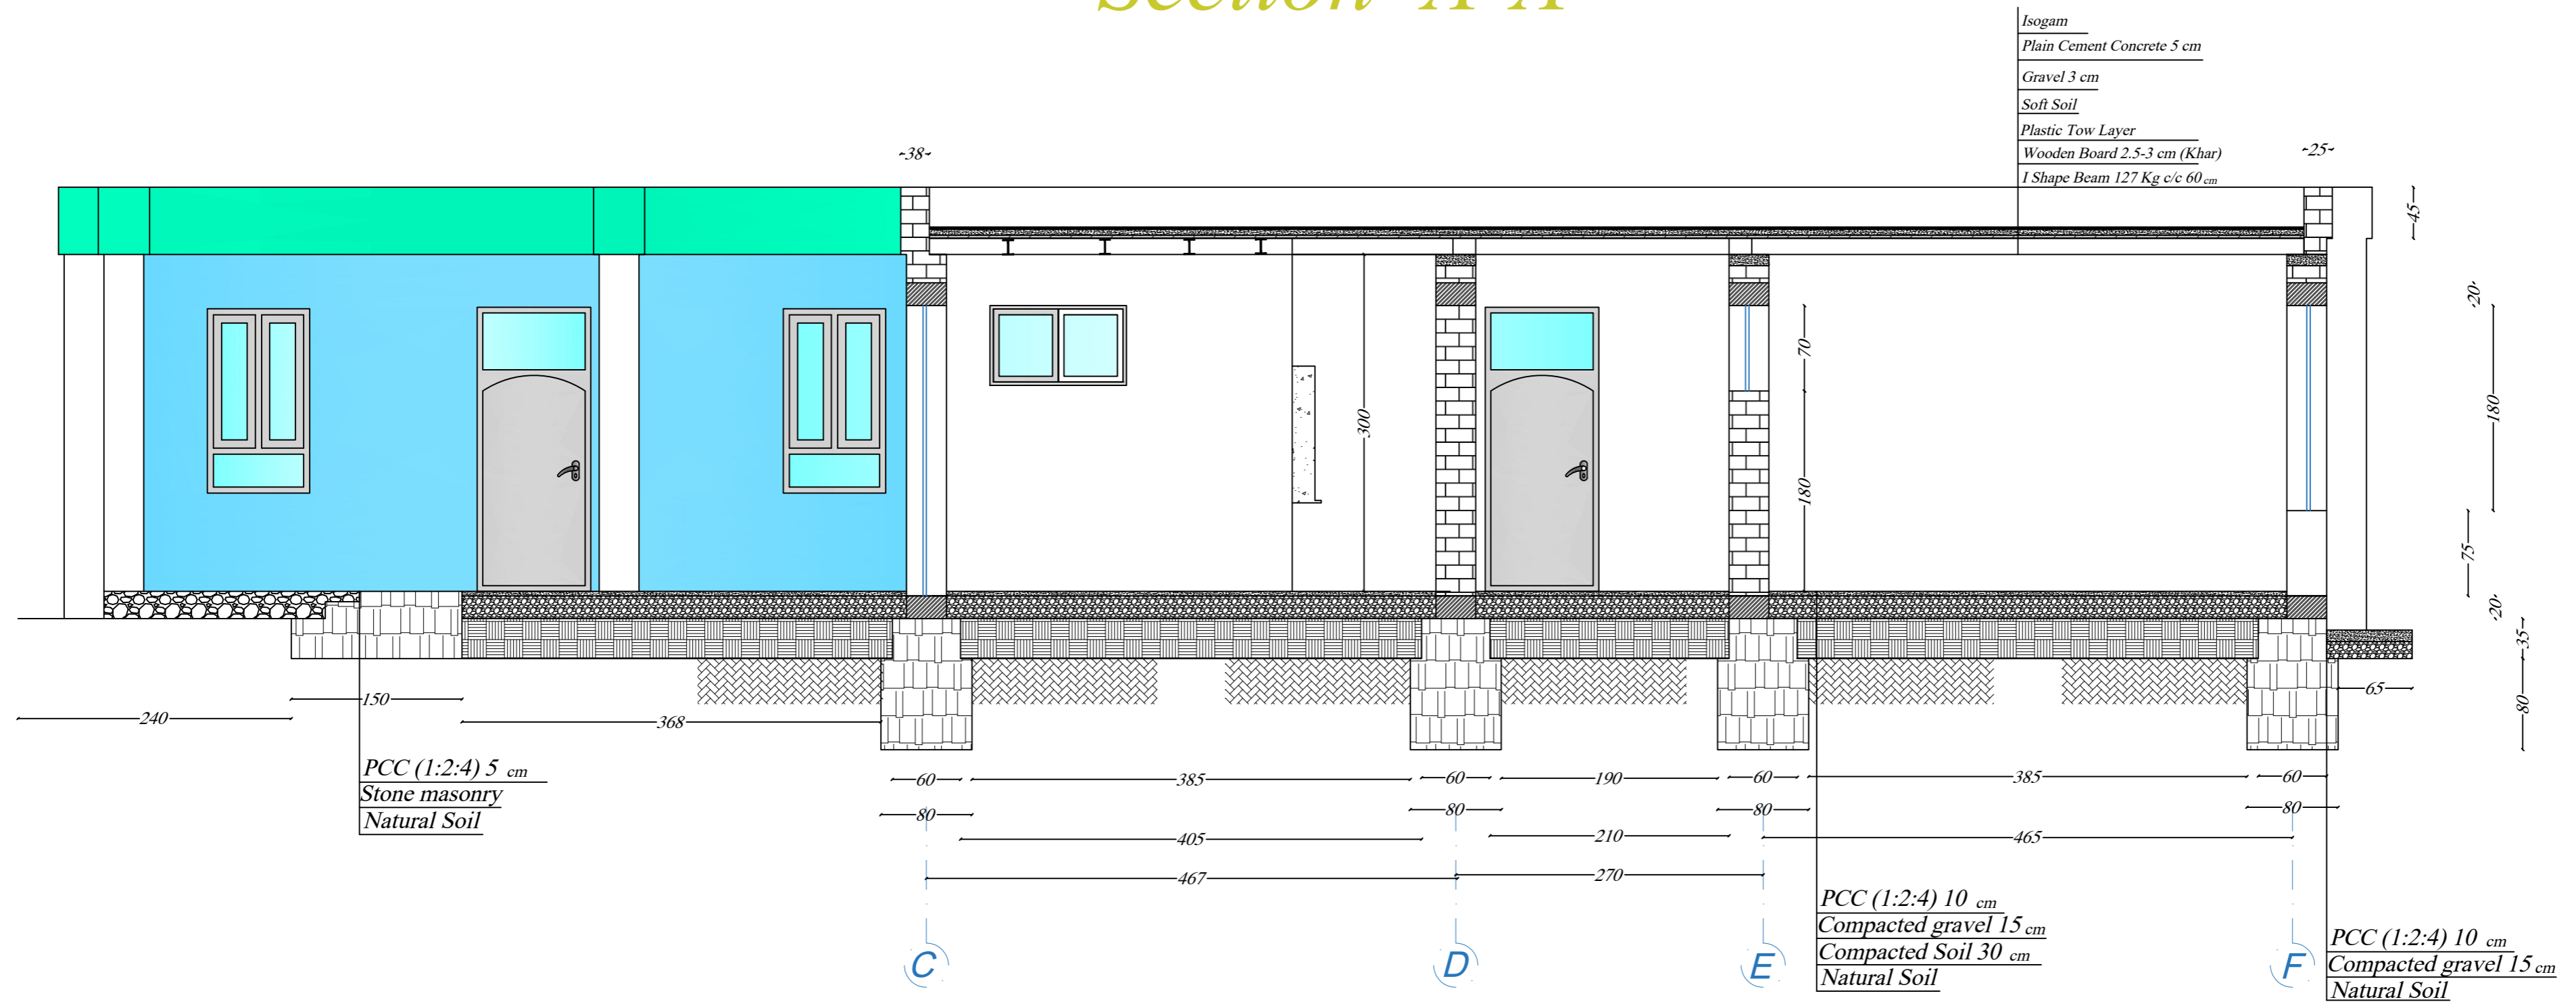 Section A-A
Isogam
Plain Cement Concrete 5 cm
Gravel 3 cm
Soft Soil
Plastic Tow Layer
Wooden Board 2.5-3 cm (Khar)
I Shape Beam 127 Kg c/c 60 cm
38
25
45
20
70
180
300
180
75
20
35
80
65
150
240
368
PCC (1:2:4) 5 cm
Stone masonry
Natural Soil
60
385
60
190
60
385
60
80
80
80
80
405
210
465
467
270
PCC (1:2:4) 10 cm
Compacted gravel 15 cm
Compacted Soil 30 cm
Natural Soil
PCC (1:2:4) 10 cm
Compacted gravel 15 cm
Natural Soil
C
D
E
F